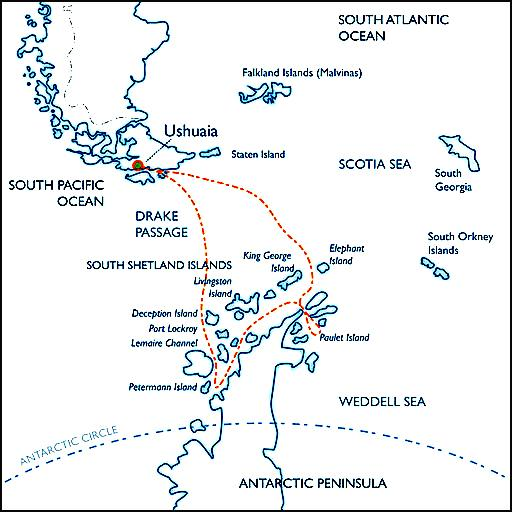 SOUTH ATLANTIC
OCEAN
Falkland Islands (Malvinas)
Ushuaia
Staten Island
SCOTIA SEA
South
Georgia
SOUTH PACIFIC
OCEAN
DRAKE
PASSAGE
South Orkney
Islands
King George
Island
Elephant
Island
SOUTH SHETLAND ISLANDS
Livingston
Island
Deception Island
Port Lockroy
Lemaire Channel
Paulet Island
Petermann Island
WEDDELL SEA
ANTARCTIC CIRCLE
ANTARCTIC PENINSULA